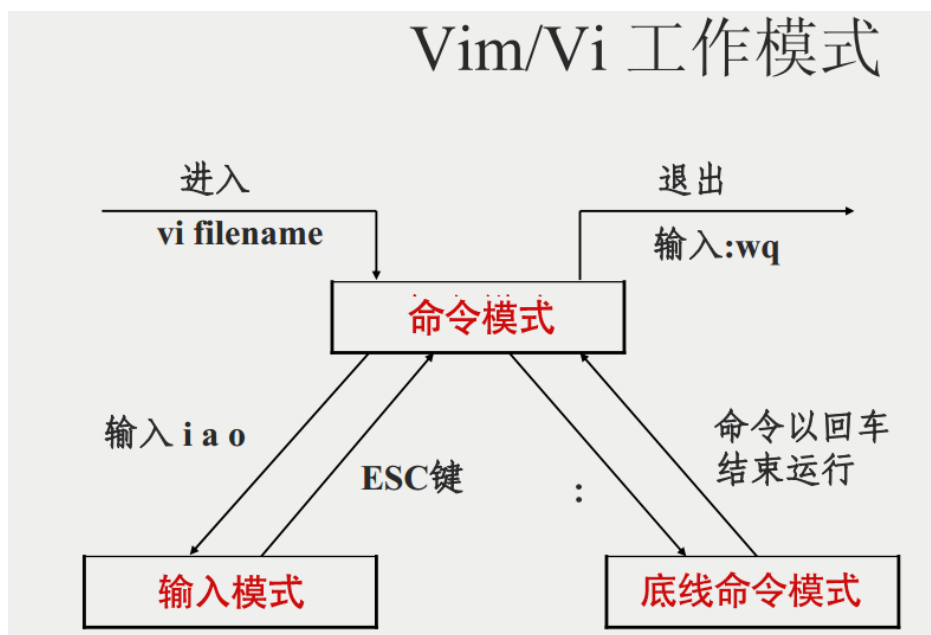 Vim/Vi 工作模式
进入
vi filename
退出
输入:wq
命令模式
输入 i a o
ESC键
:
命令以回车
结束运行
输入模式
底线命令模式